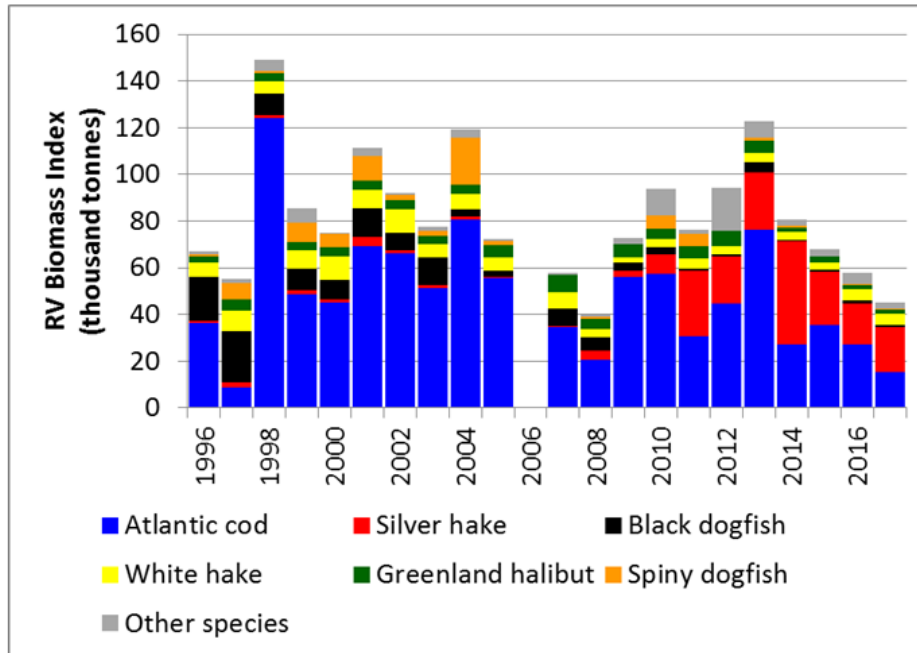 RV Biomass Index
(thousand tonnes)
160
140
120
100
80
60
40
20
0
1996
1998
2000
2002
2004
2006
2008
2010
2012
2014
2016
Atlantic cod
Silver hake
Black dogfish
White hake
Greenland halibut
Spiny dogfish
Other species